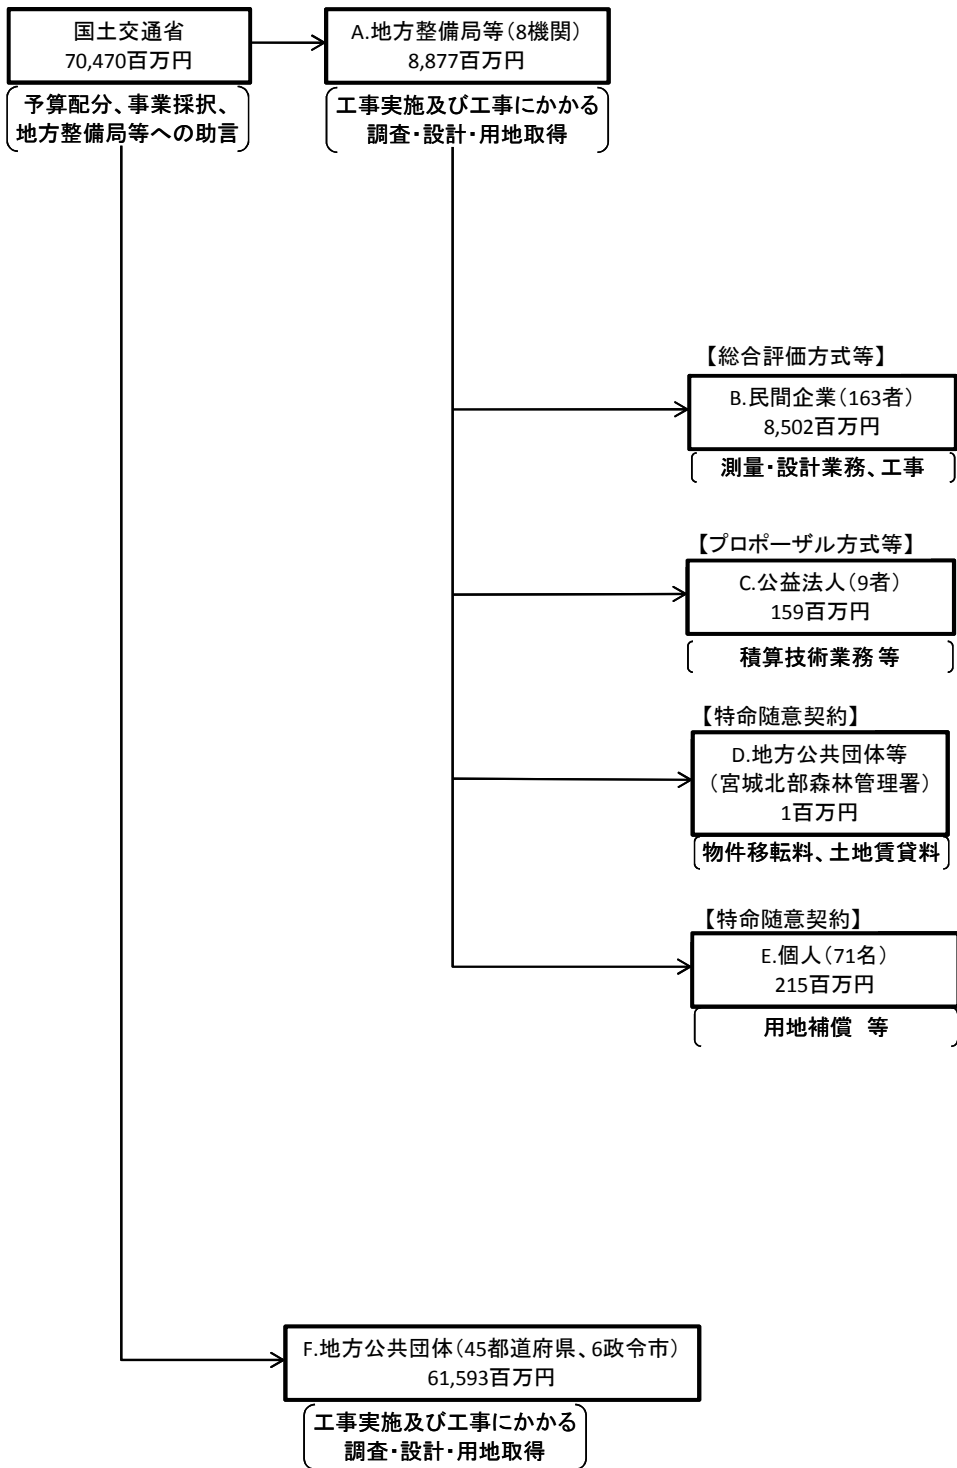 国土交通省
70,470百万円
予算配分、事業採択、
地方整備局等への助言
A.地方整備局等(8機関)
8,877百万円
工事実施及び工事にかかる
調査・設計・用地取得
【総合評価方式等】
B.民間企業(163者)
8,502百万円
測量・設計業務、工事
【プロポーザル方式等】
C.公益法人(9者)
159百万円
積算技術業務 等
【特命随意契約】
D.地方公共団体等
(宮城北部森林管理署)
1百万円
物件移転料、土地賃貸料
【特命随意契約】
E.個人(71名)
215百万円
用地補償 等
F.地方公共団体(45都道府県、6政令市)
61,593百万円
工事実施及び工事にかかる
調査・設計・用地取得